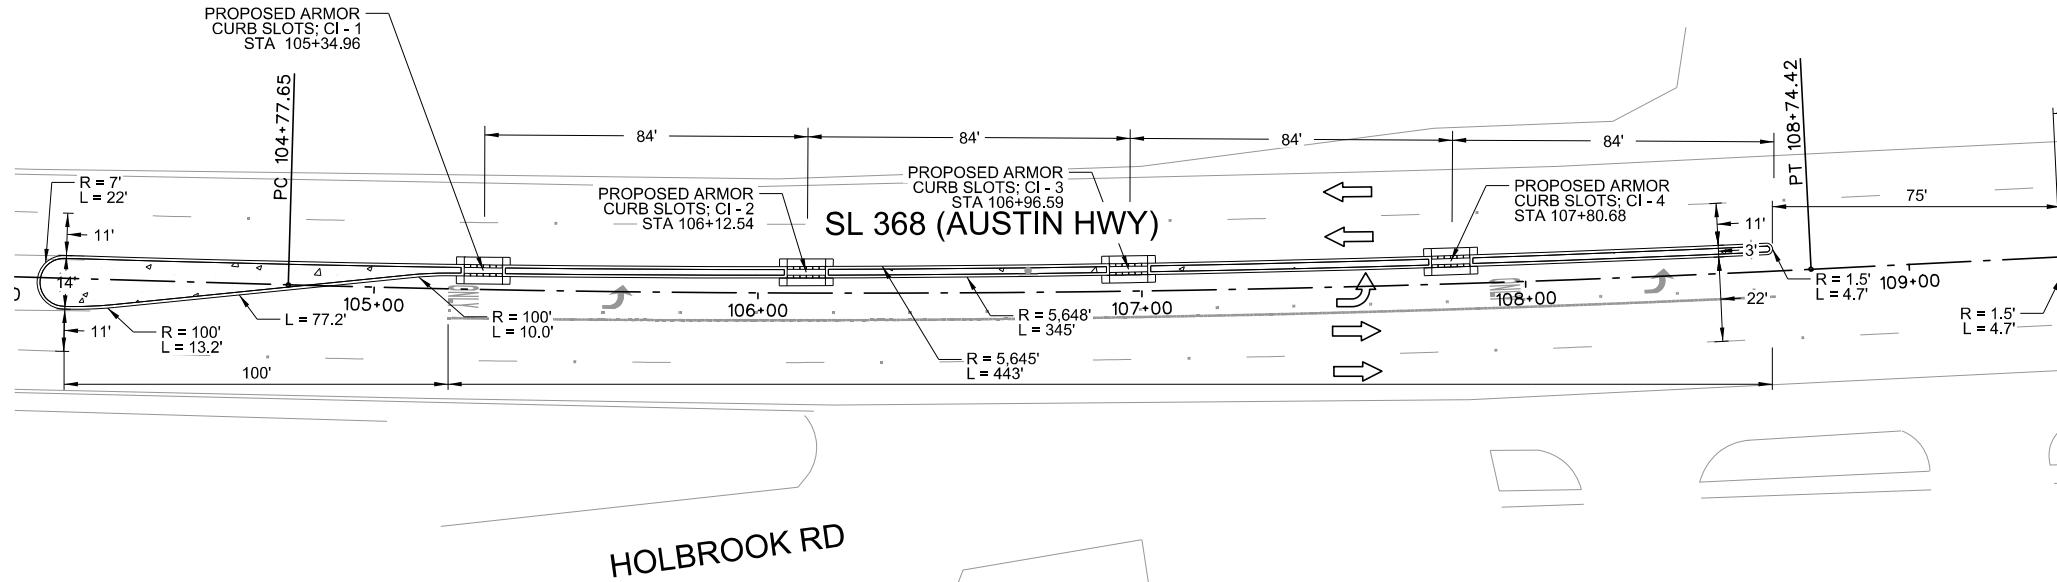 PROPOSED ARMOR
CURB SLOTS; CI - 1
STA 105+34.96
PC 104+77.65
PT 108+74.42
84'
84'
84'
84'
R = 7'
L = 22'
PROPOSED ARMOR
CURB SLOTS; CI - 2
STA 106+12.54
PROPOSED ARMOR
CURB SLOTS; CI - 3
STA 106+96.59
PROPOSED ARMOR
CURB SLOTS; CI - 4
STA 107+80.68
75'
SL 368 (AUSTIN HWY)
11'
11'
3'
14'
105+00
106+00
107+00
108+00
109+00
0
R = 1.5'
L = 4.7'
22'
R = 1.5'
L = 4.7'
11'
R = 100'
L = 13.2'
L = 77.2'
R = 100'
L = 10.0'
R = 5,648'
L = 345'
R = 5,645'
L = 443'
100'
HOLBROOK RD